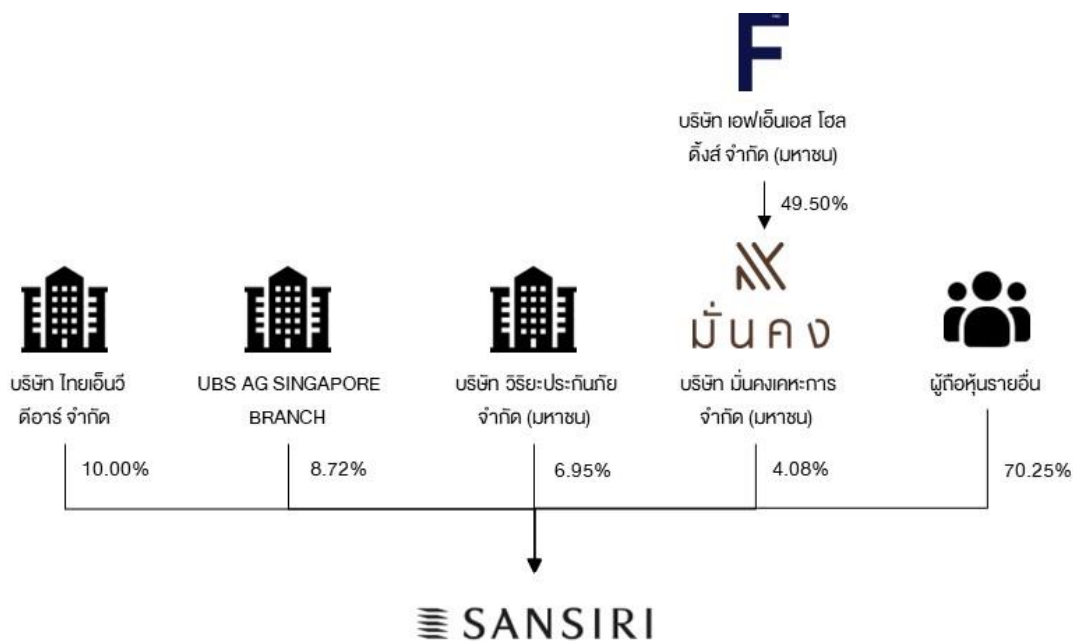 F
บริษัท เอฟเอ็นเอส โฮล
ดิ้งส์ จำกัด (มหาชน)
49.50%
มั่นคง
บริษัท ไทยเอ็นวี
ดีอาร์ จำกัด
UBS AG SINGAPORE
BRANCH
บริษัท วิริยะประกันภัย
จำกัด (มหาชน)
บริษัท มั่นคงเคหะการ
จำกัด (มหาชน)
ผู้ถือหุ้นรายอื่น
10.00%
8.72%
6.95%
4.08%
70.25%
SANSIRI